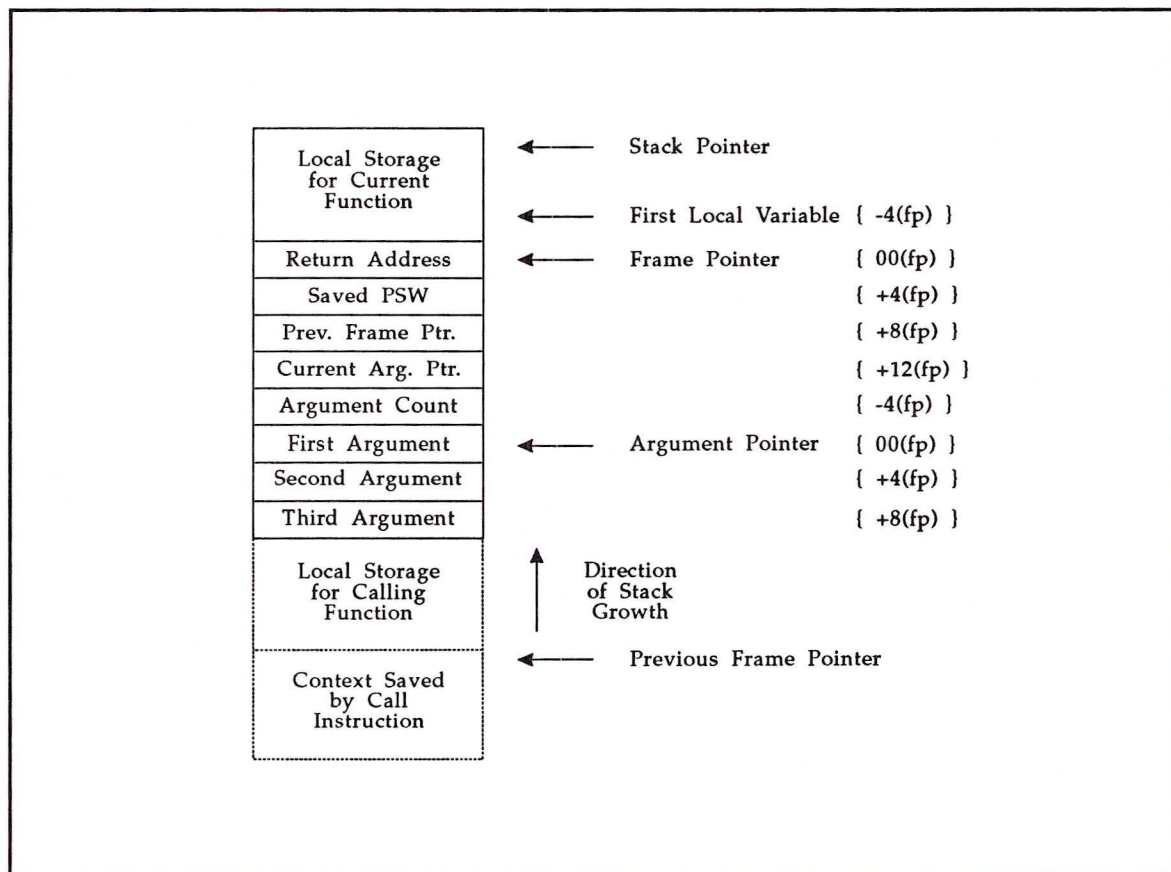 Local Storage
for Current
Function
Stack Pointer
First Local Variable { -4(fp) }
Return Address
Frame Pointer { 00(fp) }
Saved PSW
{ +4(fp) }
Prev. Frame Ptr.
{ +8(fp) }
Current Arg. Ptr.
{ +12(fp) }
Argument Count
{ -4(fp) }
First Argument
Argument Pointer { 00(fp) }
Second Argument
{ +4(fp) }
Third Argument
{ +8(fp) }
Local Storage
for Calling
Function
Direction
of Stack
Growth
Previous Frame Pointer
Context Saved
by Call
Instruction